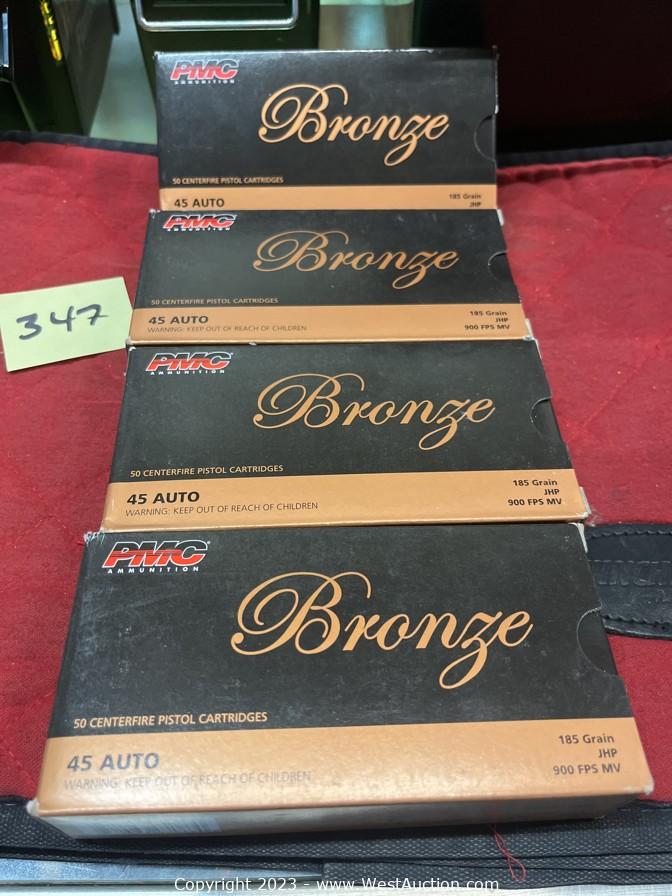 PMC
AMMUNITION
Bronze
50 CENTERFIRE PISTOL CARTRIDGES
45 AUTO
185 Grain
JHP
PMC
AMMUNITION
Bronze
50 CENTERFIRE PISTOL CARTRIDGES
45 AUTO
WARNING: KEEP OUT OF REACH OF CHILDREN
185 Grain
JHP
900 FPS MV
347
PMC
AMMUNITION
Bronze
50 CENTERFIRE PISTOL CARTRIDGES
45 AUTO
WARNING: KEEP OUT OF REACH OF CHILDREN
185 Grain
JHP
900 FPS MV
PMC
AMMUNITION
Bronze
50 CENTERFIRE PISTOL CARTRIDGES
45 AUTO
WARNING: KEEP OUT OF REACH OF CHILDREN
185 Grain
JHP
900 FPS MV
Copyright 2023 - www.WestAuction.com